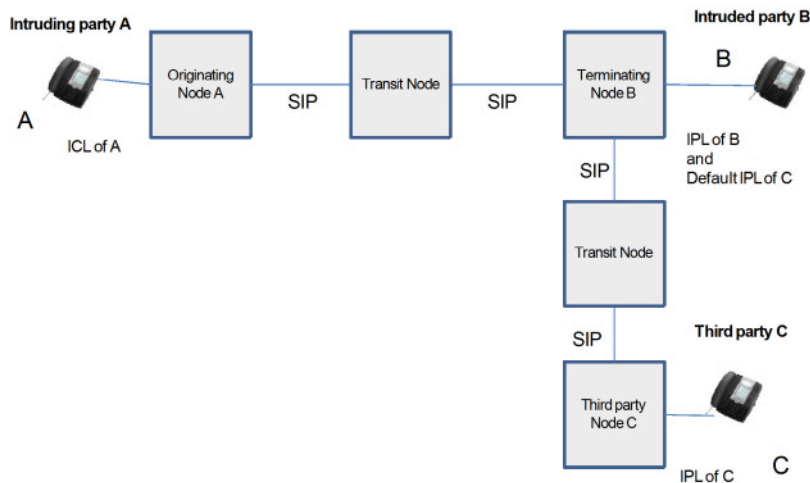 Intruding party A
Intruded party B
Originating
Node A
Transit Node
Terminating
Node B
B
SIP
SIP
A
ICL of A
IPL of B
and
Default IPL of C
SIP
Transit Node
SIP
Third party C
Third party
Node C
IPL of C
C